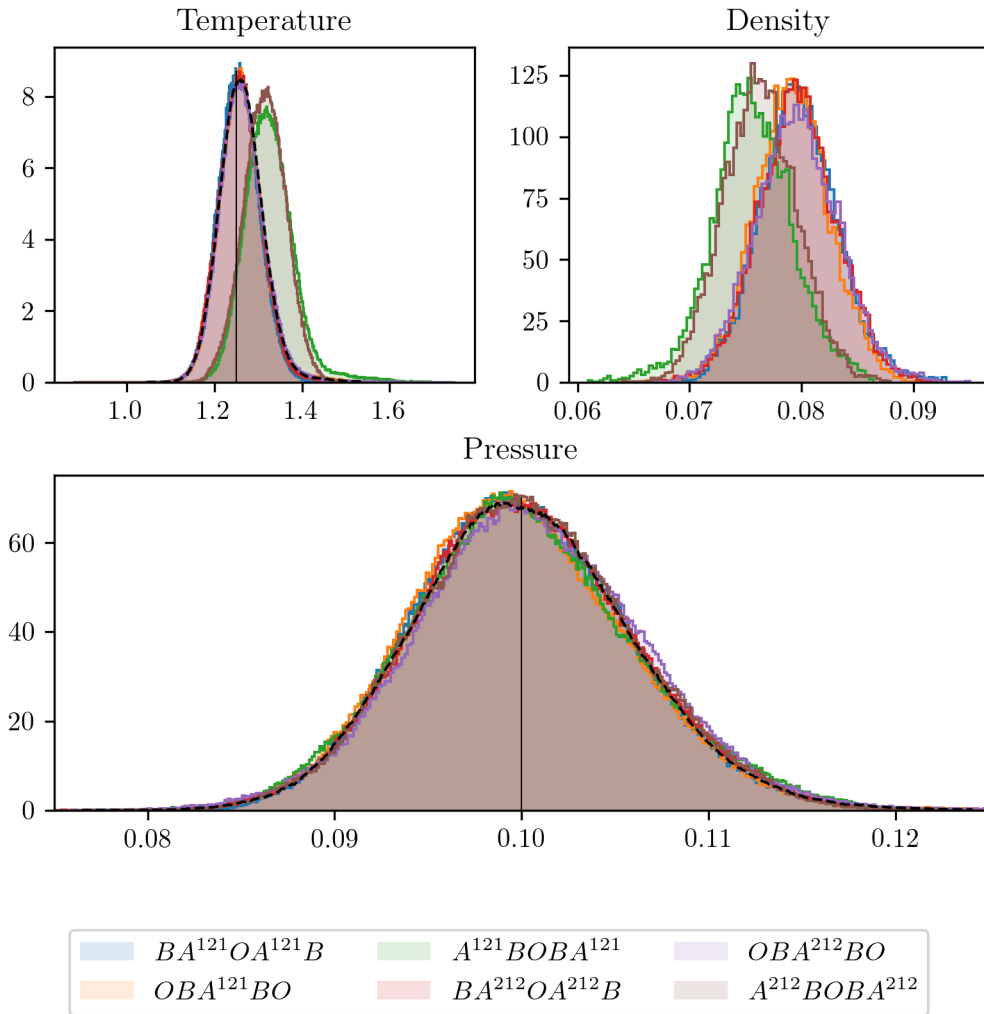 Temperature Density
8
6
4
2
0
1.0 1.2 1.4 1.6
125
100
75
50
25
0
0.06 0.07 0.08 0.09
Pressure
60
40
20
0
0.08 0.09 0.10 0.11 0.12
BA¹²¹OA¹²¹B A¹²¹BOBA¹²¹ OBA²¹²BO
OBA¹²¹BO BA²¹²OA²¹²B A²¹²BOBA²¹²